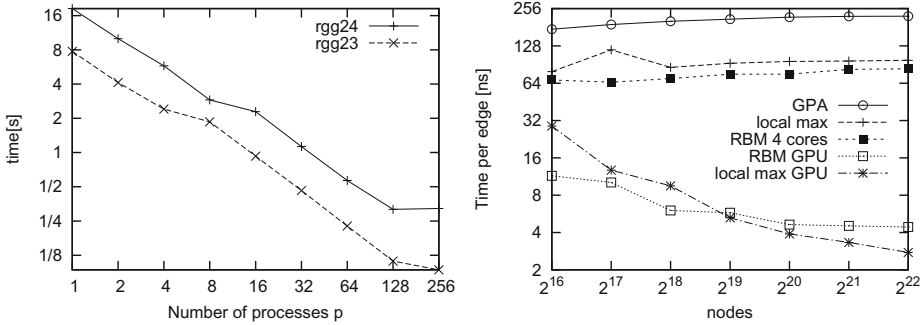 time[s]
16
8
4
2
1
1/2
1/4
1/8
1 2 4 8 16 32 64 128 256
Number of processes p
rgg24
rgg23
Time per edge [ns]
256
128
64
32
16
8
4
2
2^16 2^17 2^18 2^19 2^20 2^21 2^22
nodes
GPA
local max
RBM 4 cores
RBM GPU
local max GPU